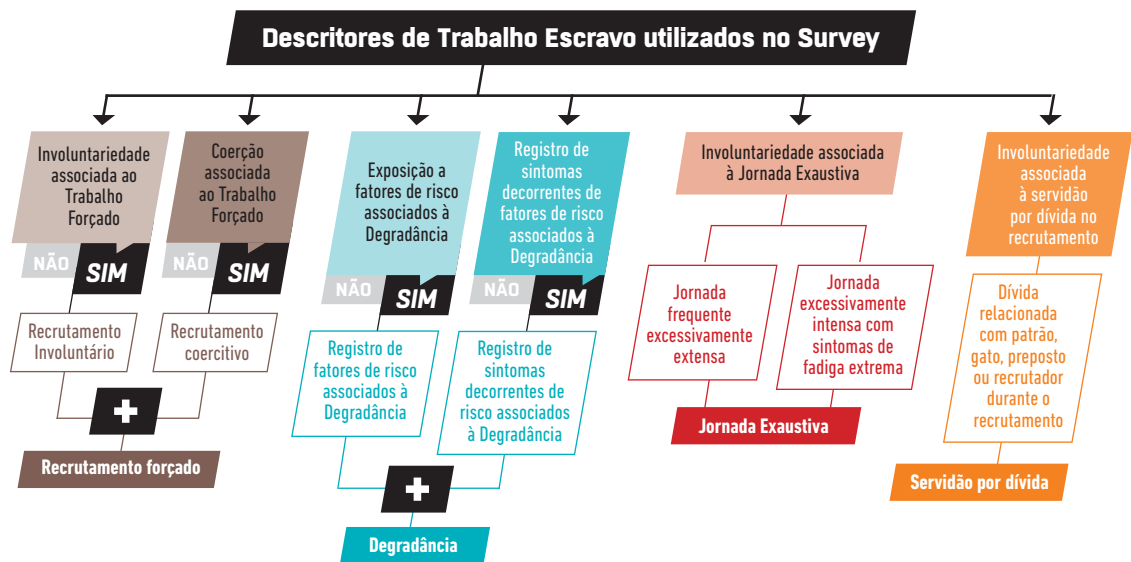 Descritores de Trabalho Escravo utilizados no Survey
Involuntariedade
associada ao
Trabalho
Forçado
NÃO
SIM
Recrutamento
Involuntário
Coerção
associada
ao Trabalho
Forçado
NÃO
SIM
Recrutamento
coercitivo
+
Recrutamento forçado
Exposição a
fatores de risco
associados à
Degradância
NÃO
SIM
Registro de
fatores de risco
associados à
Degradância
Registro de
sintomas
decorrentes de
fatores de risco
associados à
Degradância
NÃO
SIM
Registro de
sintomas
decorrentes de
risco associados
à Degradância
+
Degradância
Involuntariedade associada
à Jornada Exaustiva
Jornada
frequente
excessivamente
extensa
Jornada
excessivamente
intensa com
sintomas de
fadiga extrema
Jornada Exaustiva
Involuntariedade
associada
à servidão
por dívida no
recrutamento
Dívida
relacionada
com patrão,
gato, preposto
ou recrutador
durante o
recrutamento
Servidão por dívida